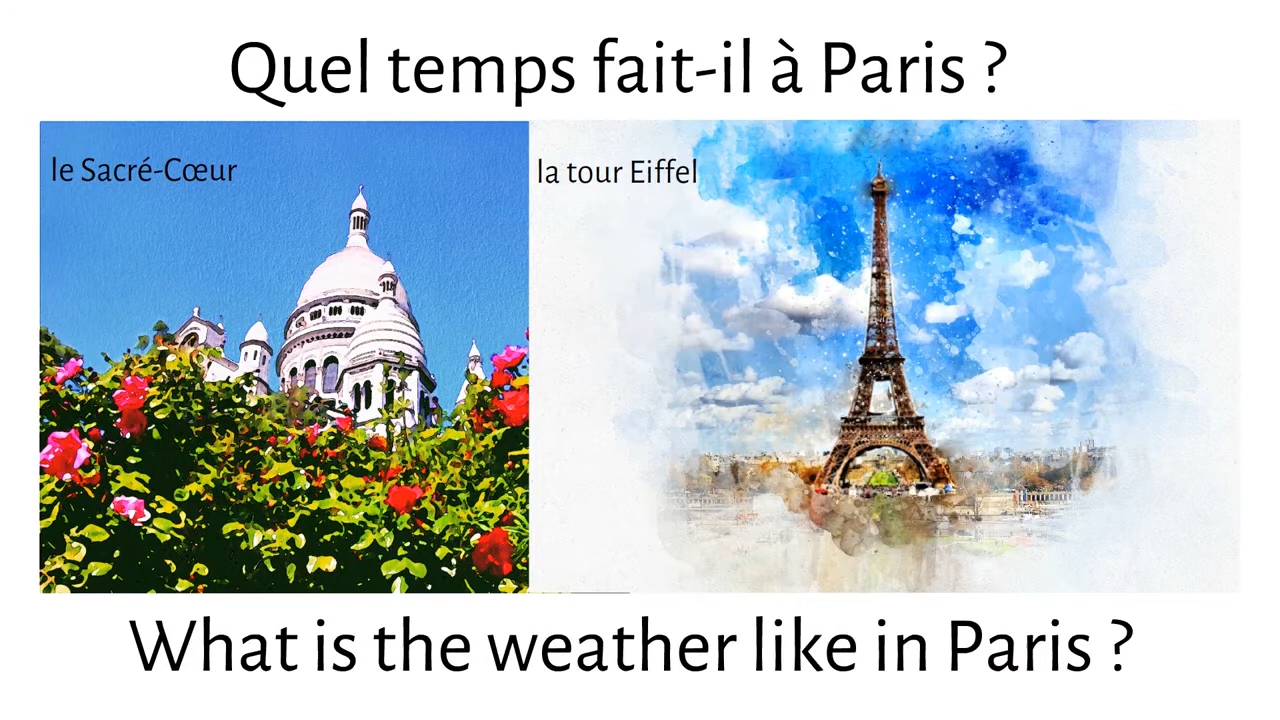 Quel temps fait-il à Paris ?
le Sacré-Cœur
la tour Eiffel
What is the weather like in Paris ?